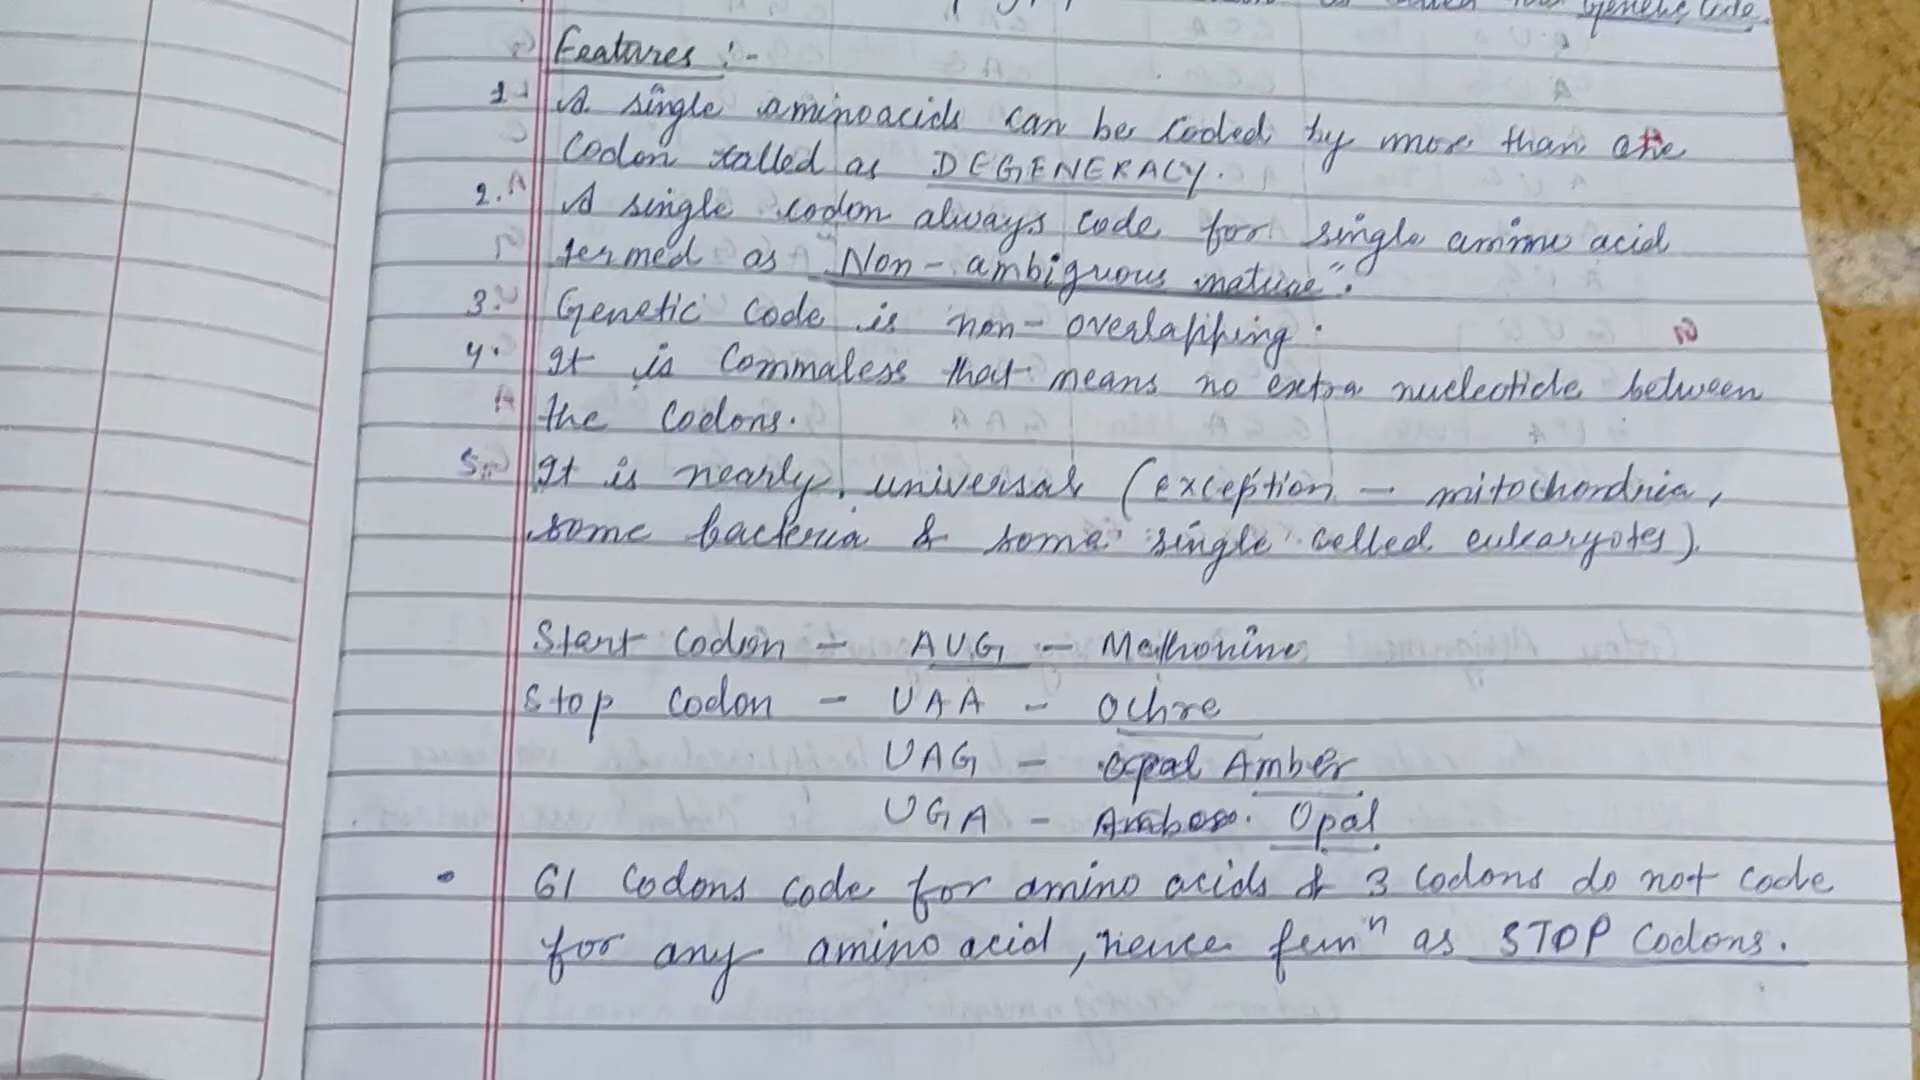 Genetic Code.
Features :-
1. A single aminoacids can be coded by more than one
Codon called as DEGENERACY.
2. A single codon always code for single amino acid
termed as "Non-ambiguous nature".
3. Genetic code is non-overlapping.
4. It is Commaless that means no extra nucleotide between
the codons.
5. It is nearly universal (exception - mitochondria,
some bacteria & some single celled eukaryotes).
Start Codon - AUG - Methonine
Stop Codon - UAA - Ochre
UAG - opal Amber
UGA - Opal
• 61 Codons code for amino acids & 3 codons do not code
for any amino acid, hence funⁿ as STOP Codons.